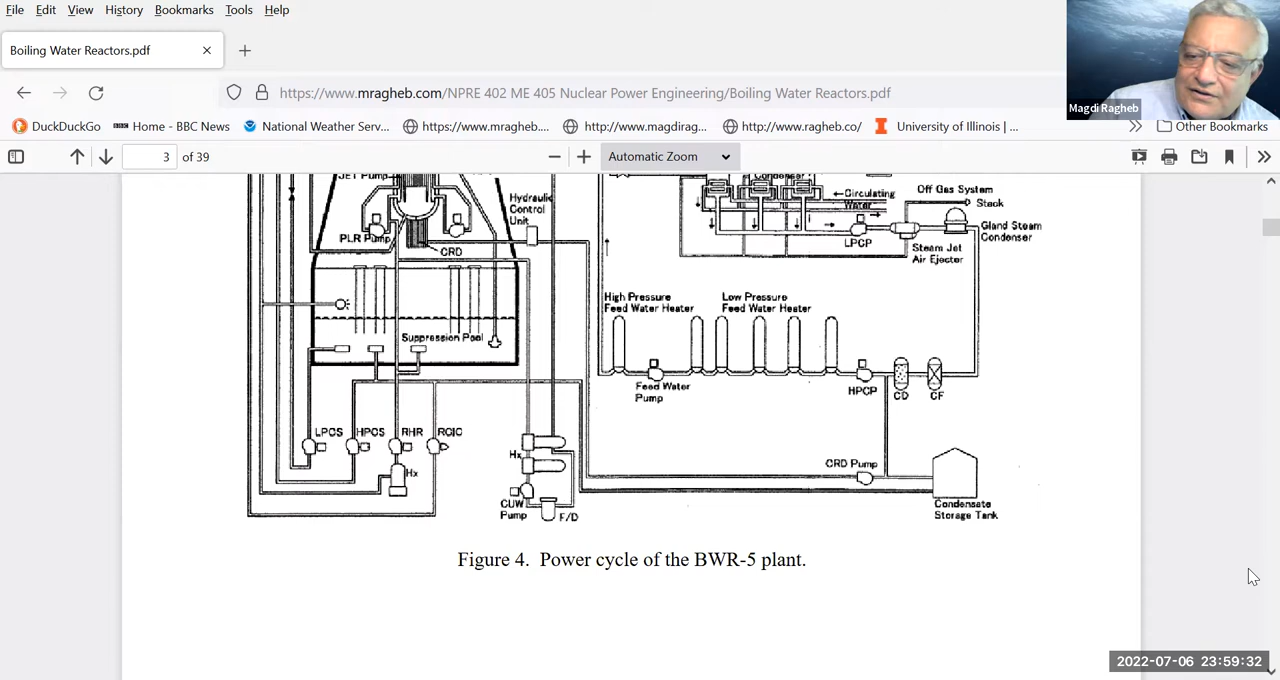 File Edit View History Bookmarks Tools Help
Boiling Water Reactors.pdf
https://www.mragheb.com/NPRE 402 ME 405 Nuclear Power Engineering/Boiling Water Reactors.pdf
Magdi Ragheb
DuckDuckGo
Home - BBC News
National Weather Serv...
https://www.mragheb....
http://www.magdirag...
http://www.ragheb.co/
University of Illinois |...
Other Bookmarks
3 of 39
Automatic Zoom
JET Pump
Condenser
Hydraulic
Control
Unit
Circulating
Water
Off Gas System
Stack
PLR Pump
CRD
LPCP
Gland Steam
Condenser
Steam Jet
Air Ejector
High Pressure
Feed Water Heater
Low Pressure
Feed Water Heater
Suppression Pool
Feed Water
Pump
HPCP
CD
CF
LPCS
HPCS
RHR
RCIC
Hx
Hx
CRD Pump
CUW
Pump
F/D
Condensate
Storage Tank
Figure 4. Power cycle of the BWR-5 plant.
2022-07-06 23:59:32